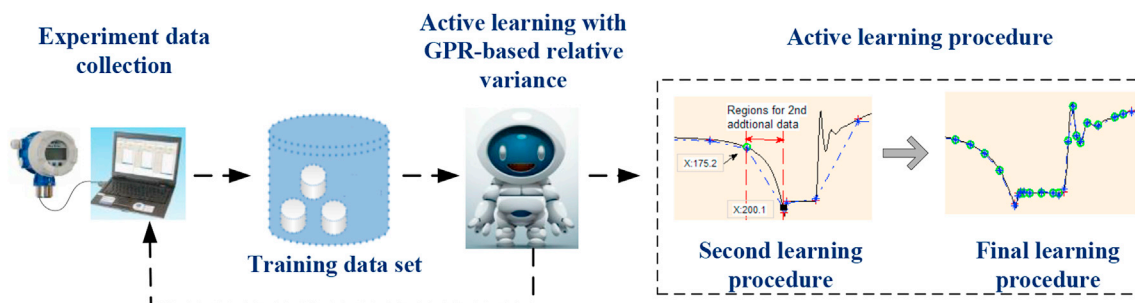 Experiment data
collection
Training data set
Active learning with
GPR-based relative
variance
Active learning procedure
Regions for 2nd
addtional data
X:175.2
X:200.1
Second learning
procedure
Final learning
procedure